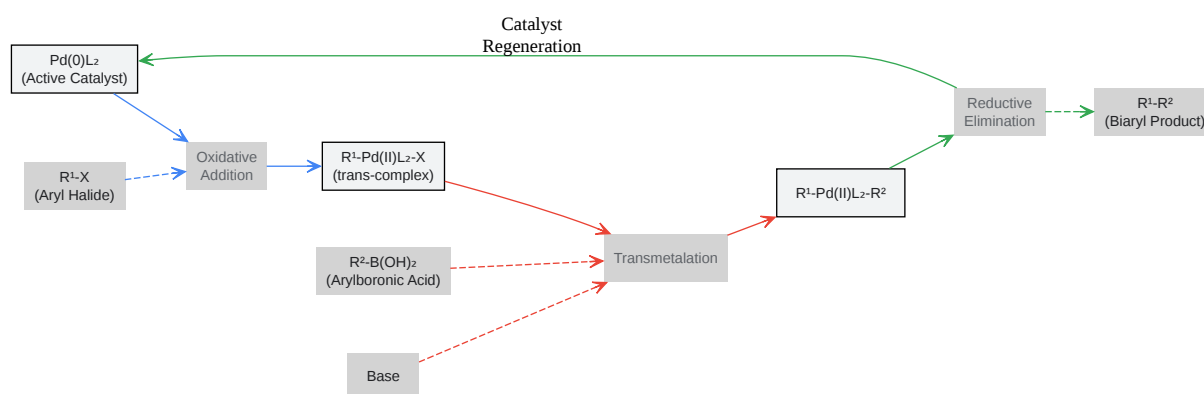 Catalyst
Regeneration
Pd(0)L₂
(Active Catalyst)
R¹-X
(Aryl Halide)
Oxidative
Addition
R¹-Pd(II)L₂-X
(trans-complex)
R²-B(OH)₂
(Arylboronic Acid)
Base
Transmetalation
R¹-Pd(II)L₂-R²
Reductive
Elimination
R¹-R²
(Biaryl Product)